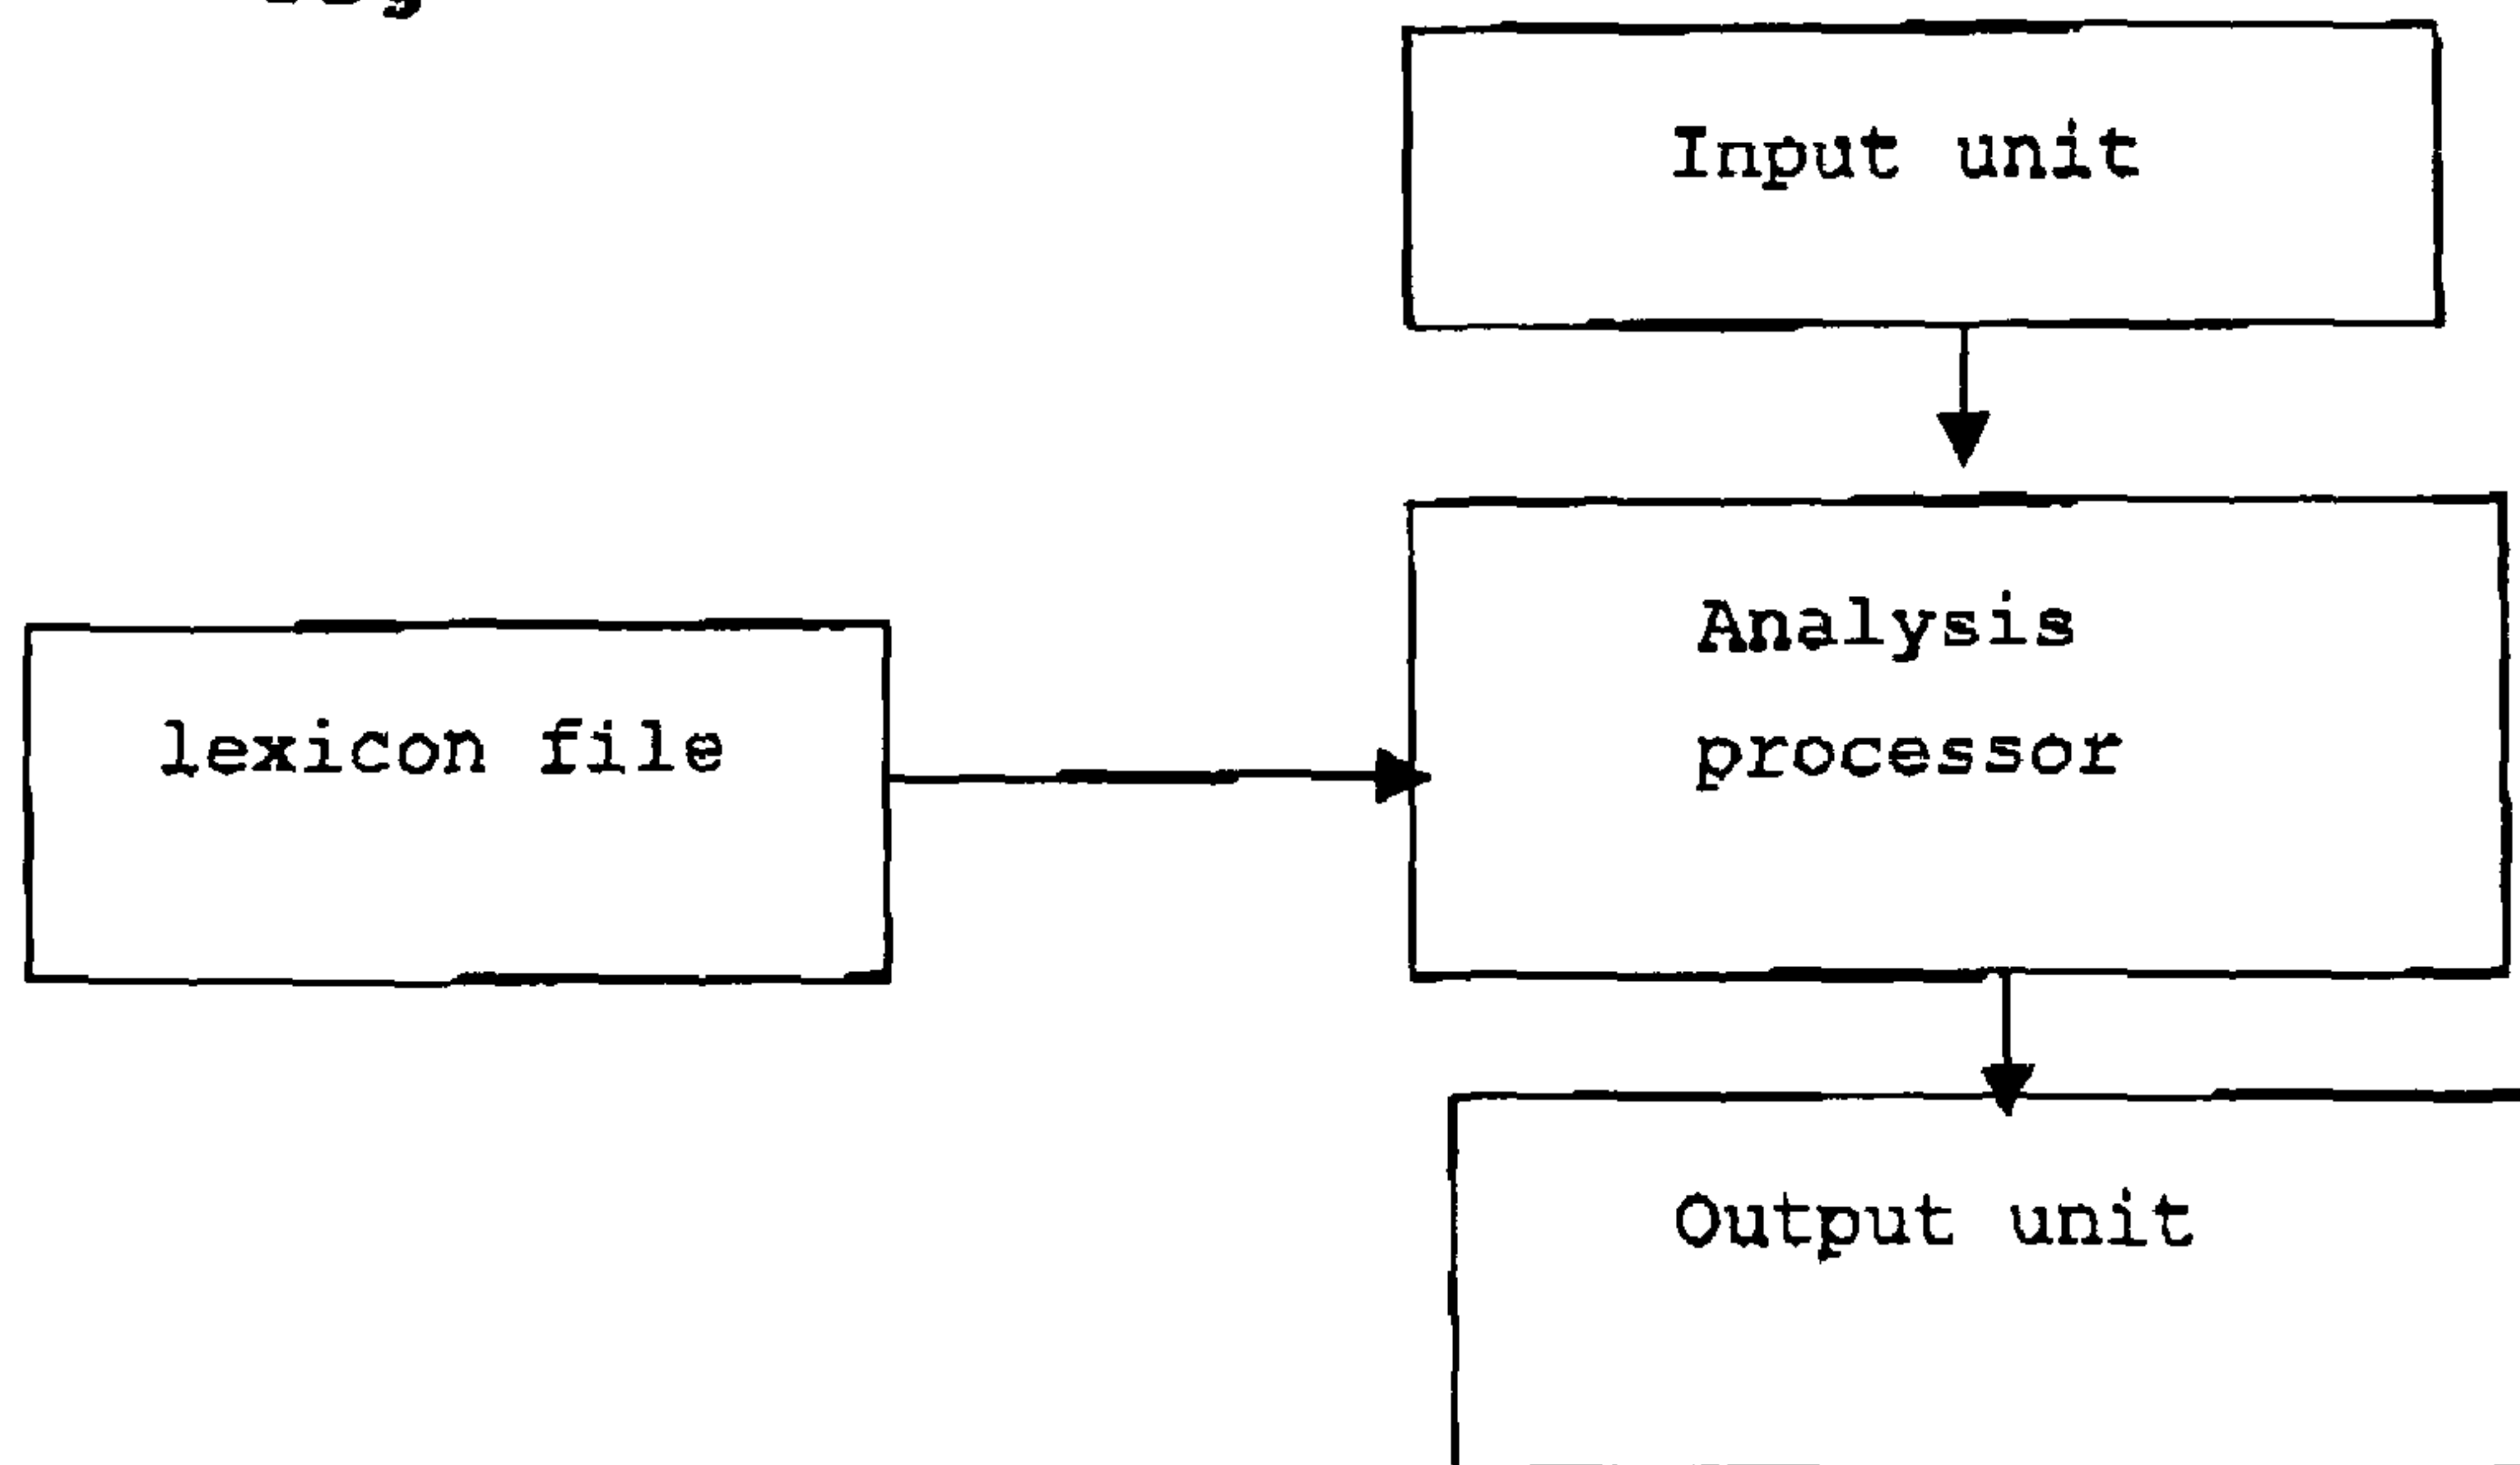 Input unit
Analysis
lexicon file
processor
Output unit